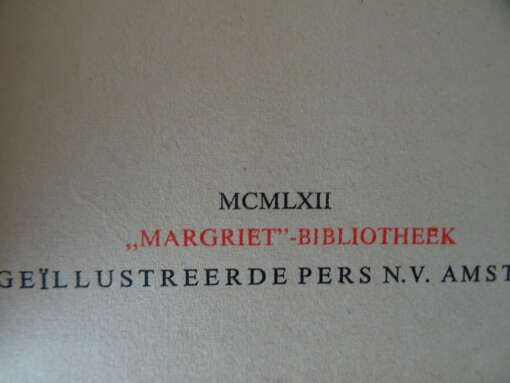 MCMLXII
„MARGRIET”-BIBLIOTHEEK
GEÏLLUSTREERDE PERS N.V. AMST